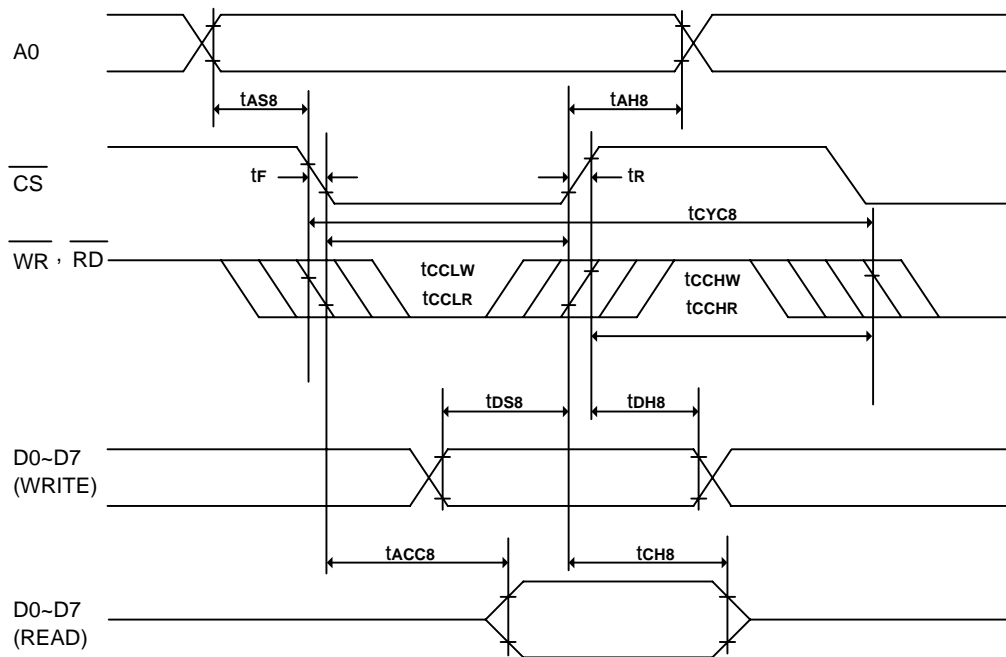 A0
tAS8
tAH8
CS
tF
tR
tCYC8
WR , RD
tCCLW
tCCLR
tCCHW
tCCHR
tDS8
tDH8
D0~D7
(WRITE)
tACC8
tCH8
D0~D7
(READ)